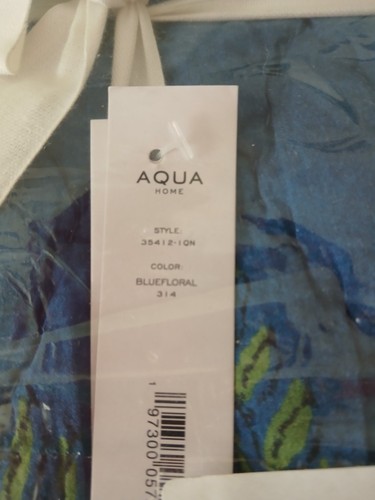 AQUA
HOME
STYLE:
35412-1QN
COLOR:
BLUEFLORAL
314
1
97300 057